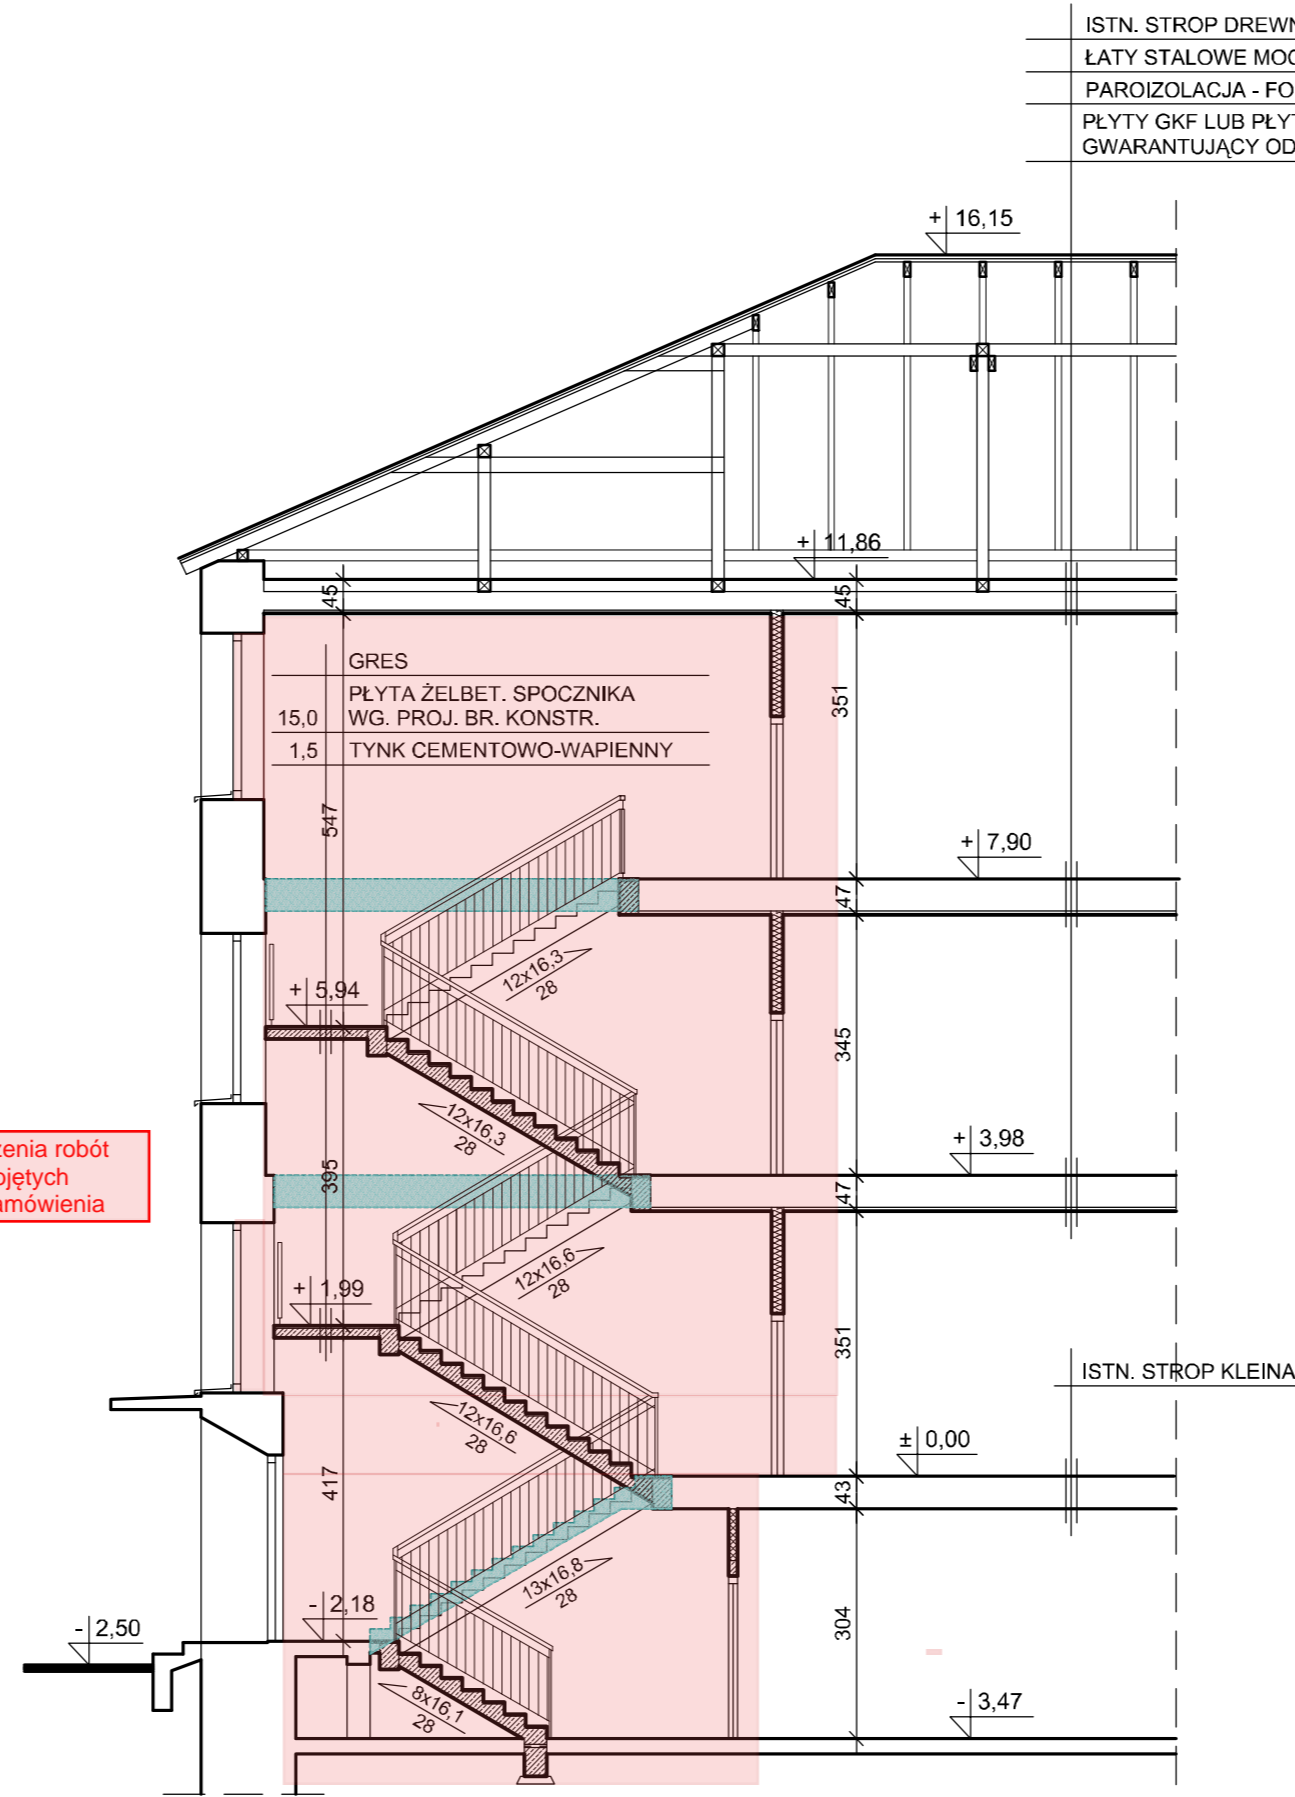 ISTN. STROP DREWN
ŁATY STALOWE MOC
PAROIZOLACJA - FO
PŁYTY GKF LUB PŁYT
GWARANTUJĄCY OD
+ 16,15
+ 11,86
45
45
GRES
PŁYTA ŻELBET. SPOCZNIKA
15,0 WG. PROJ. BR. KONSTR.
1,5 TYNK CEMENTOWO-WAPIENNY
351
547
+ 7,90
47
12x16,3
28
+ 5,94
345
12x16,3
28
+ 3,98
zenia robót
ojętych
amówienia
395
47
12x16,6
28
+ 1,99
351
ISTN. STROP KLEINA
12x16,6
28
± 0,00
417
43
13x16,8
28
- 2,18
- 2,50
304
8x16,1
28
- 3,47